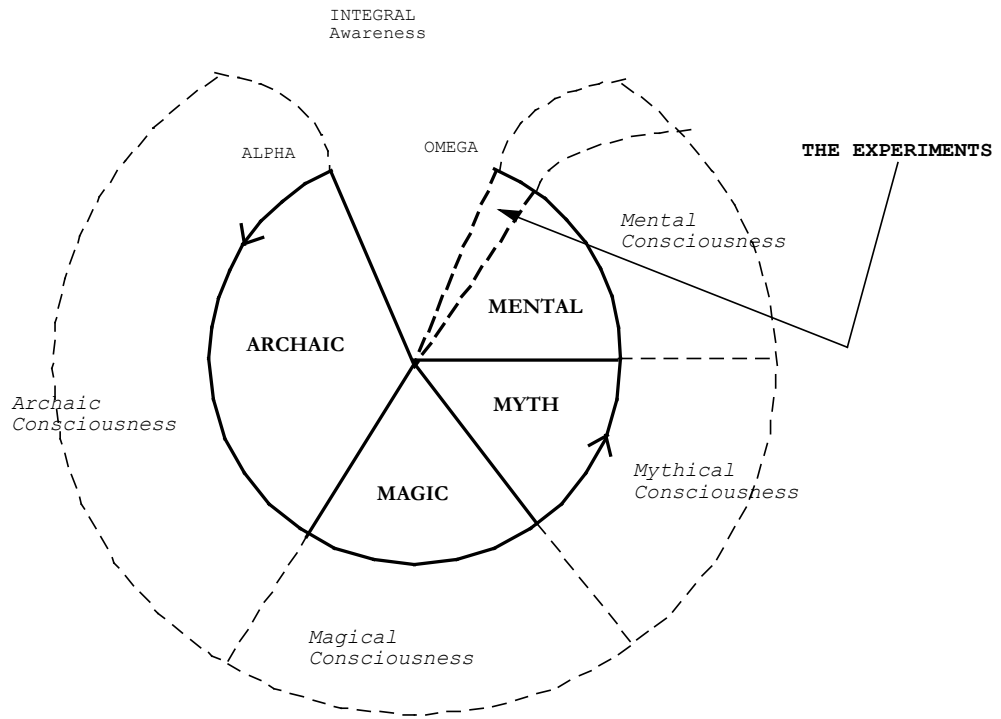 INTEGRAL
Awareness
ALPHA
OMEGA
THE EXPERIMENTS
Mental
Consciousness
MENTAL
ARCHAIC
MYTH
Archaic
Consciousness
Mythical
Consciousness
MAGIC
Magical
Consciousness